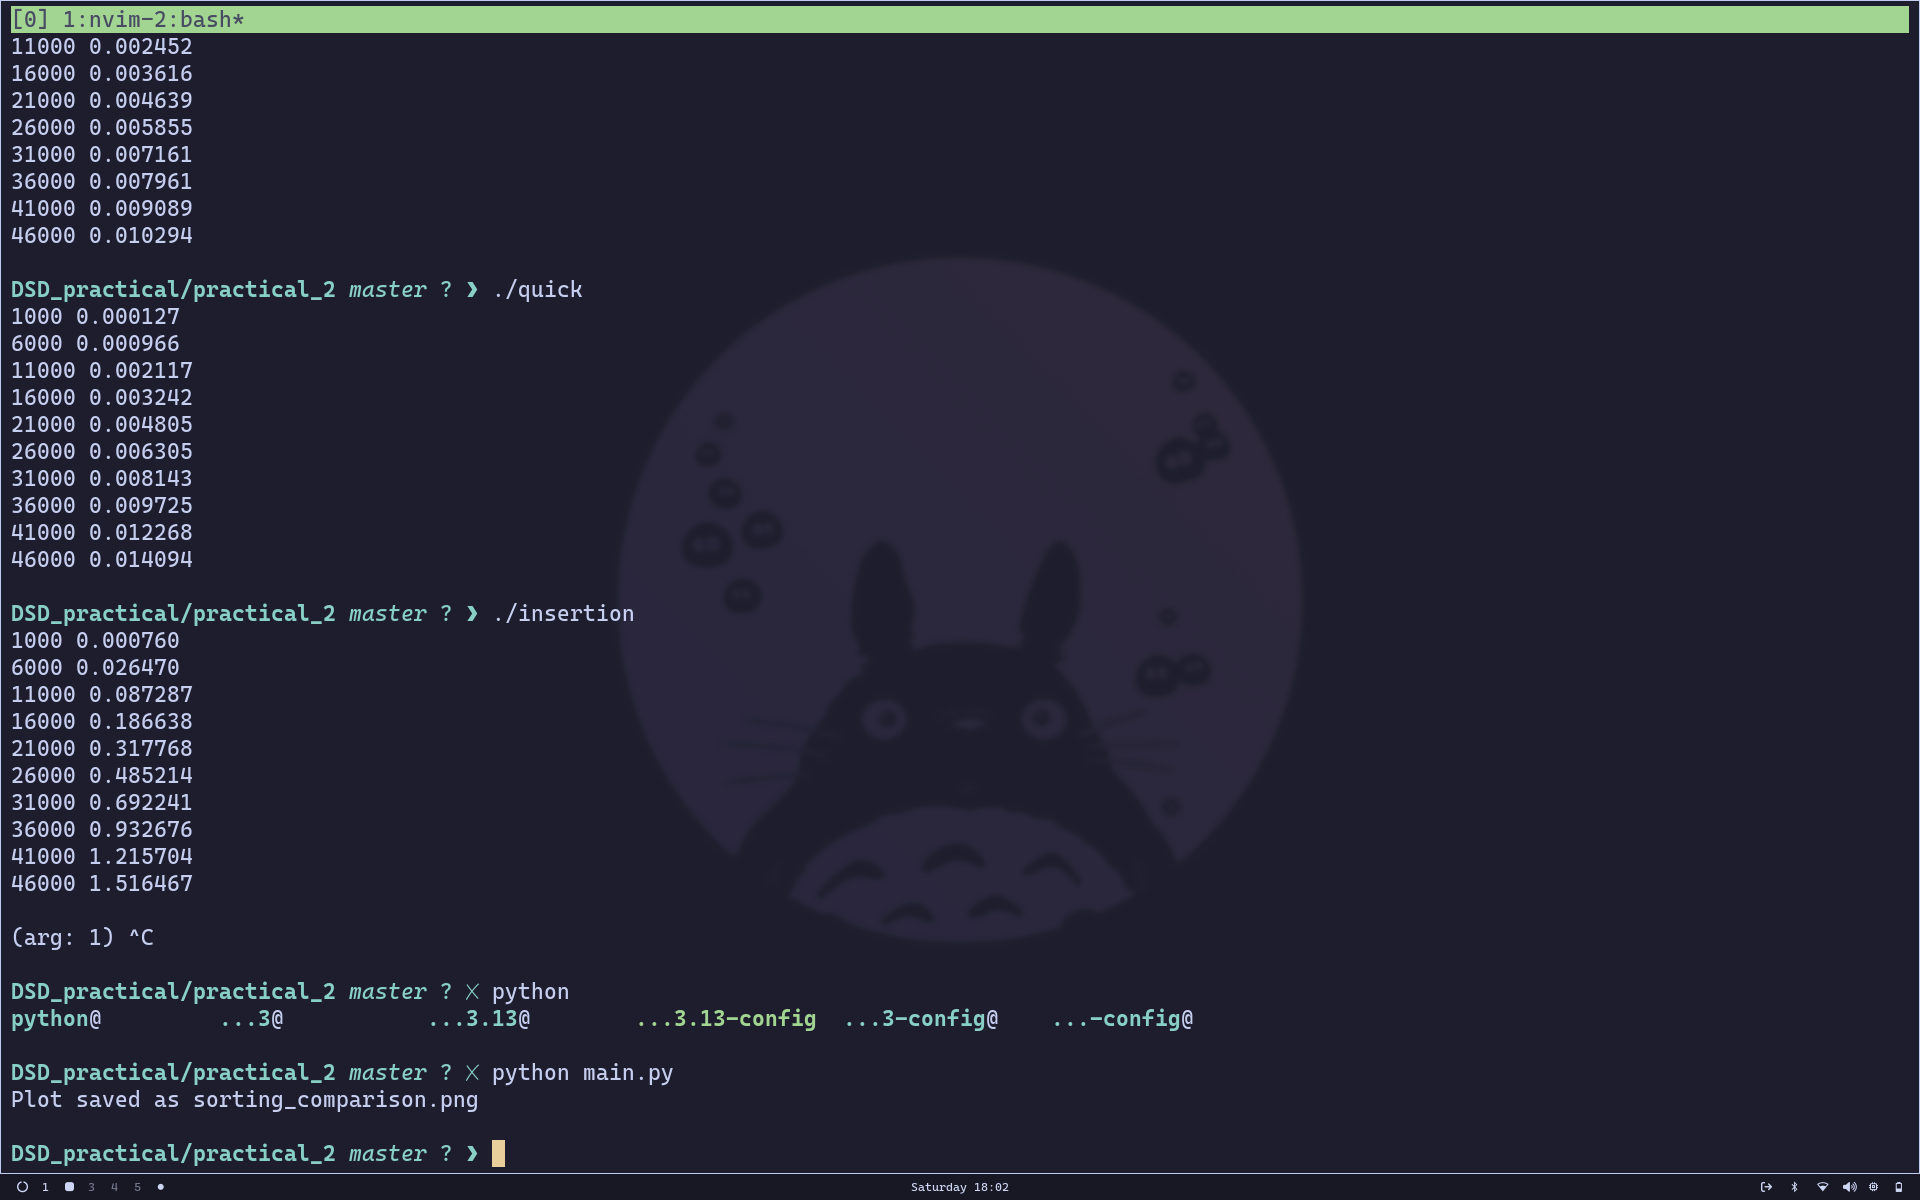 [0] 1:nvim-2:bash*
11000 0.002452
16000 0.003616
21000 0.004639
26000 0.005855
31000 0.007161
36000 0.007961
41000 0.009089
46000 0.010294
DSD_practical/practical_2 master ? ❯ ./quick
1000 0.000127
6000 0.000966
11000 0.002117
16000 0.003242
21000 0.004805
26000 0.006305
31000 0.008143
36000 0.009725
41000 0.012268
46000 0.014094
DSD_practical/practical_2 master ? ❯ ./insertion
1000 0.000760
6000 0.026470
11000 0.087287
16000 0.186638
21000 0.317768
26000 0.485214
31000 0.692241
36000 0.932676
41000 1.215704
46000 1.516467
(arg: 1) ^C
DSD_practical/practical_2 master ? ✗ python
python@ ...3@ ...3.13@ ...3.13-config ...3-config@ ...-config@
DSD_practical/practical_2 master ? ✗ python main.py
Plot saved as sorting_comparison.png
DSD_practical/practical_2 master ? ❯
1 3 4 5 Saturday 18:02